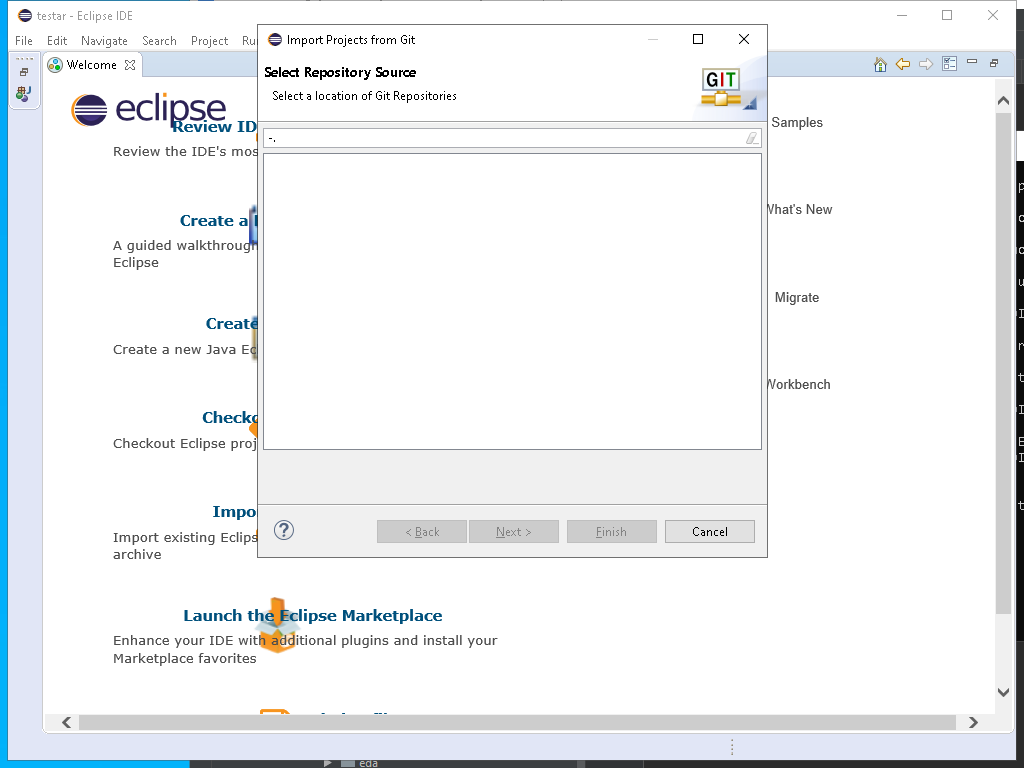 testar - Eclipse IDE
File Edit Navigate Search Project Ru
Welcome
eclipse
Review ID
Review the IDE's mos
Create a
A guided walkthrough
Eclipse
Create
Create a new Java Ec
Checko
Checkout Eclipse proj
Impo
Import existing Eclips
archive
Launch the Eclipse Marketplace
Enhance your IDE with additional plugins and install your
Marketplace favorites
Import Projects from Git
Select Repository Source
Select a location of Git Repositories
GIT
-.
?
< Back
Next >
Finish
Cancel
Samples
What's New
Migrate
Workbench
eda